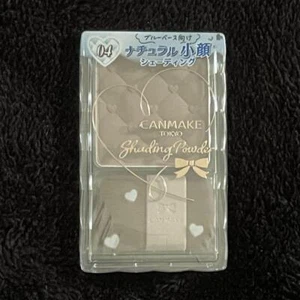 04
ブルーベース向け
ナチュラル小顔
シェーディング
CANMAKE
TOKYO
Shading Powder